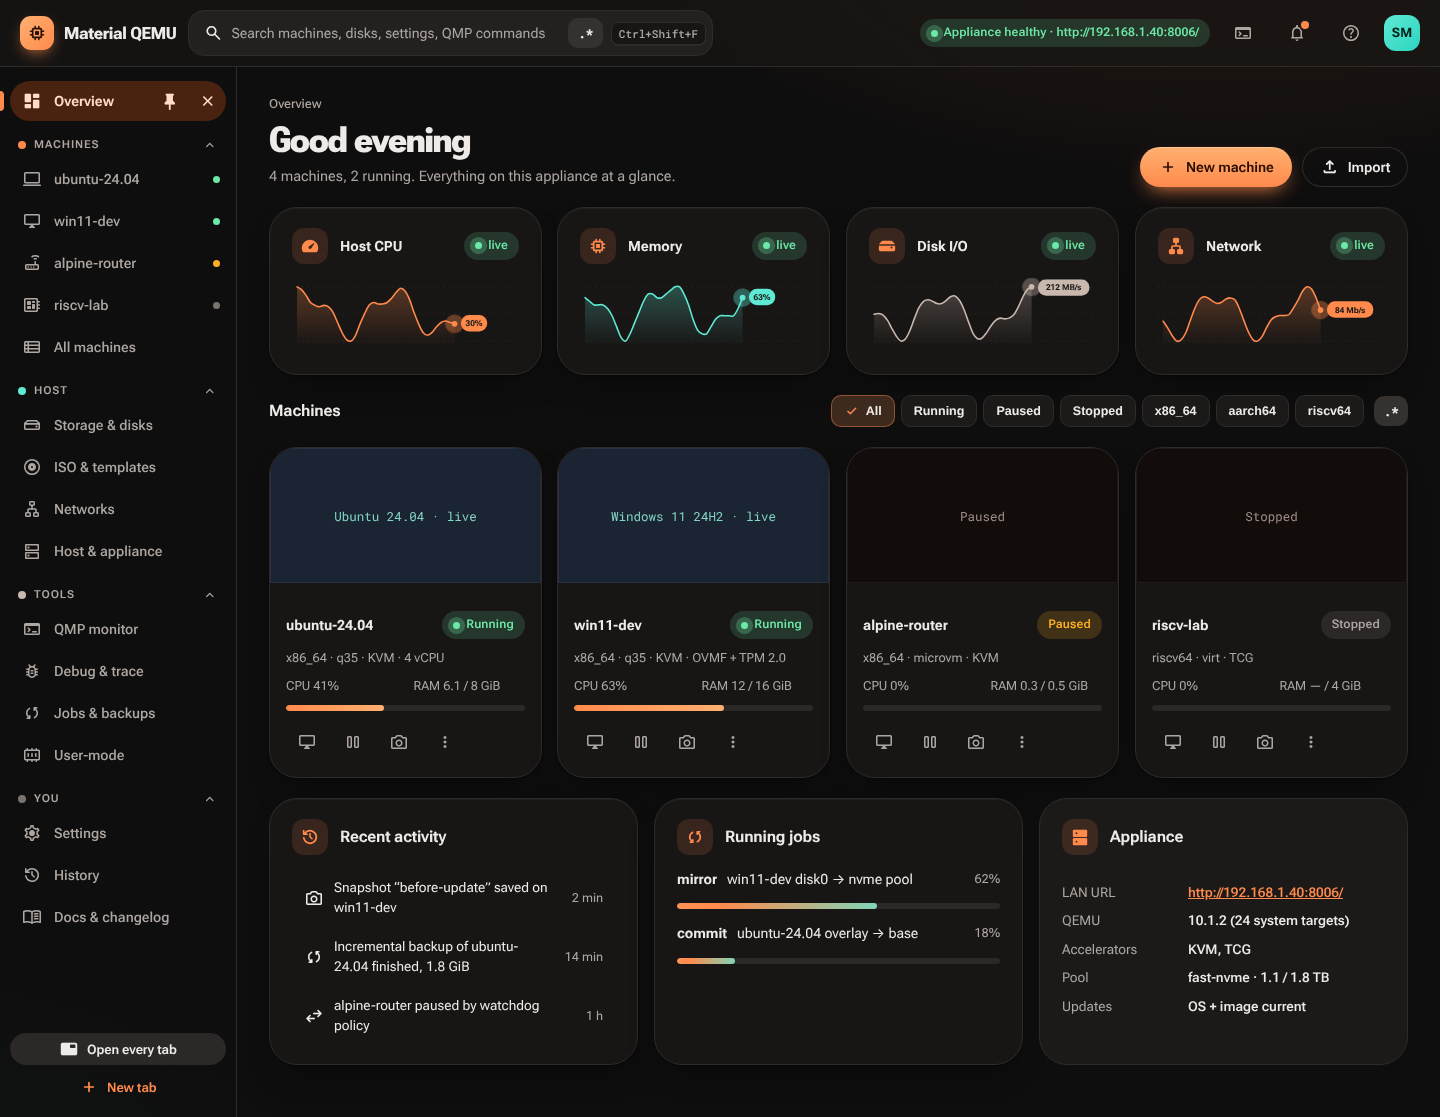 Material QEMU
Search machines, disks, settings, QMP commands
.*
Ctrl+Shift+F
Appliance healthy · http://192.168.1.40:8006/
SM
Overview
MACHINES
ubuntu-24.04
win11-dev
alpine-router
riscv-lab
All machines
HOST
Storage & disks
ISO & templates
Networks
Host & appliance
TOOLS
QMP monitor
Debug & trace
Jobs & backups
User-mode
YOU
Settings
History
Docs & changelog
Open every tab
New tab
Overview
Good evening
4 machines, 2 running. Everything on this appliance at a glance.
New machine
Import
Host CPU
live
30%
Memory
live
63%
Disk I/O
live
212 MB/s
Network
live
84 Mb/s
Machines
All
Running
Paused
Stopped
x86_64
aarch64
riscv64
.*
Ubuntu 24.04 · live
ubuntu-24.04
Running
x86_64 · q35 · KVM · 4 vCPU
CPU 41%
RAM 6.1 / 8 GiB
Windows 11 24H2 · live
win11-dev
Running
x86_64 · q35 · KVM · OVMF + TPM 2.0
CPU 63%
RAM 12 / 16 GiB
Paused
alpine-router
Paused
x86_64 · microvm · KVM
CPU 0%
RAM 0.3 / 0.5 GiB
Stopped
riscv-lab
Stopped
riscv64 · virt · TCG
CPU 0%
RAM — / 4 GiB
Recent activity
Snapshot “before-update” saved on
win11-dev
2 min
Incremental backup of ubuntu-
24.04 finished, 1.8 GiB
14 min
alpine-router paused by watchdog
policy
1 h
Running jobs
mirror win11-dev disk0 → nvme pool 62%
commit ubuntu-24.04 overlay → base 18%
Appliance
LAN URL http://192.168.1.40:8006/
QEMU 10.1.2 (24 system targets)
Accelerators KVM, TCG
Pool fast-nvme · 1.1 / 1.8 TB
Updates OS + image current